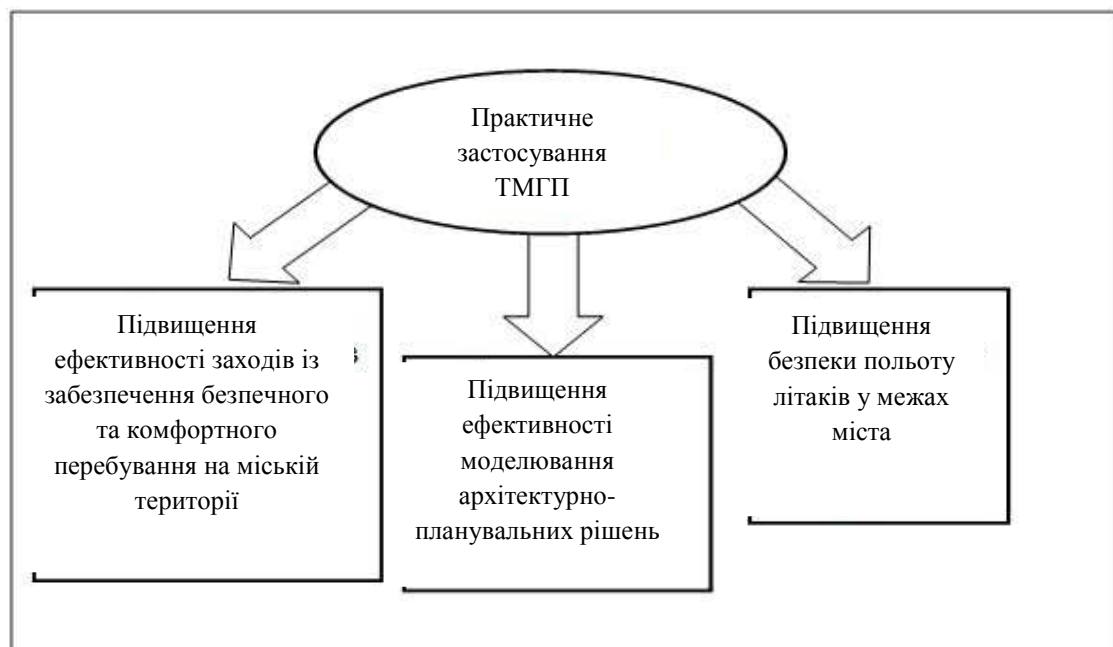 Практичне
застосування
ТМГП
Підвищення
ефективності заходів із
забезпечення безпечного
та комфортного
перебування на міській
території
Підвищення
ефективності
моделювання
архітектурно-
планувальних рішень
Підвищення
безпеки польоту
літаків у межах
міста